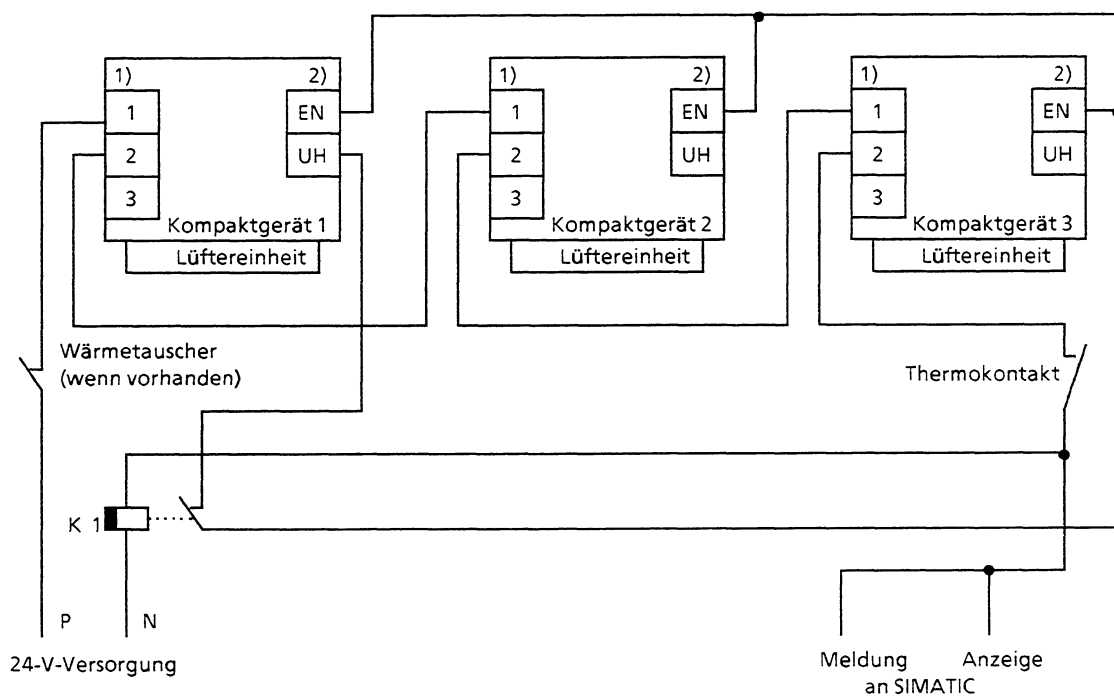 1) 2)
1 EN
2 UH
3
Kompaktgerät 1
Lüftereinheit
1) 2)
1 EN
2 UH
3
Kompaktgerät 2
Lüftereinheit
1) 2)
1 EN
2 UH
3
Kompaktgerät 3
Lüftereinheit
Wärmetauscher
(wenn vorhanden)
Thermokontakt
K 1
P N
24-V-Versorgung
Meldung Anzeige
an SIMATIC